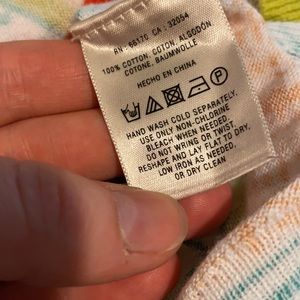 RN: 66170 CA: 32054
100% COTTON, COTON, ALGODÓN
COTONE, BAUMWOLLE
HECHO EN CHINA
HAND WASH COLD SEPARATELY.
USE ONLY NON-CHLORINE
BLEACH WHEN NEEDED.
DO NOT WRING OR TWIST.
RESHAPE AND LAY FLAT TO DRY.
LOW IRON AS NEEDED.
OR DRY CLEAN